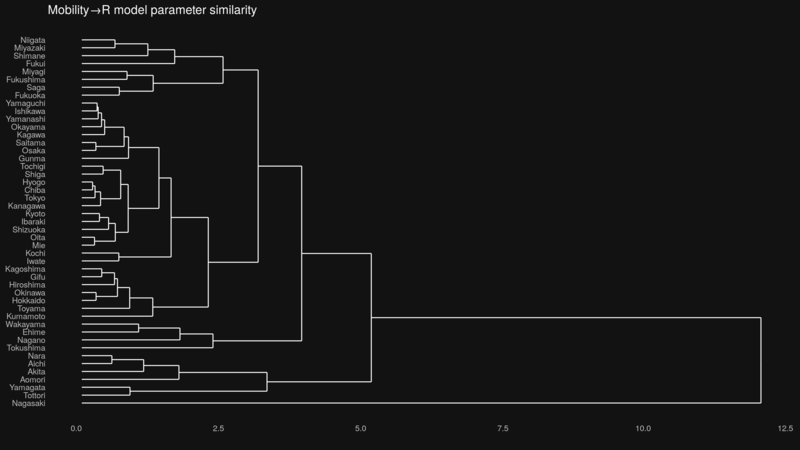 Mobility→R model parameter similarity
Niigata
Miyazaki
Shimane
Fukui
Miyagi
Fukushima
Saga
Fukuoka
Yamaguchi
Ishikawa
Yamanashi
Okayama
Kagawa
Saitama
Osaka
Gunma
Tochigi
Shiga
Hyogo
Chiba
Tokyo
Kanagawa
Kyoto
Ibaraki
Shizuoka
Oita
Mie
Kochi
Iwate
Kagoshima
Gifu
Hiroshima
Okinawa
Hokkaido
Toyama
Kumamoto
Wakayama
Ehime
Nagano
Tokushima
Nara
Aichi
Akita
Aomori
Yamagata
Tottori
Nagasaki
0.0 2.5 5.0 7.5 10.0 12.5